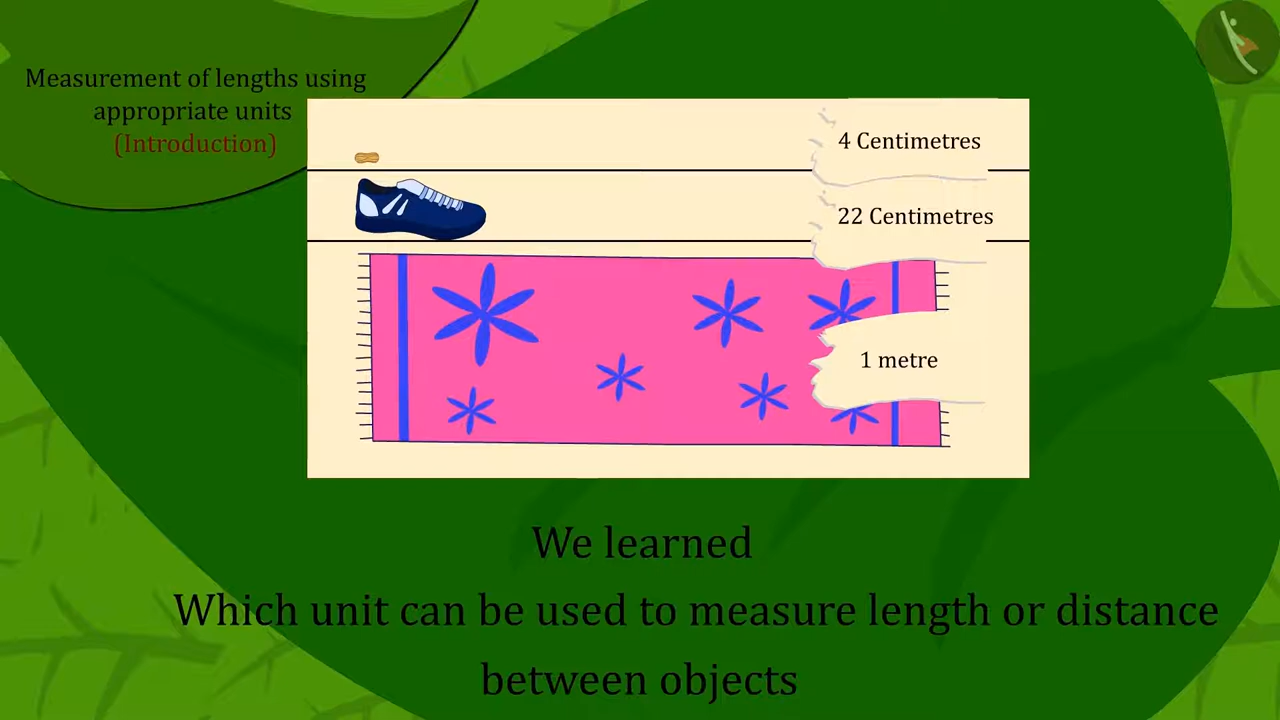 Measurement of lengths using
appropriate units
(Introduction)
4 Centimetres
22 Centimetres
1 metre
We learned
Which unit can be used to measure length or distance
between objects